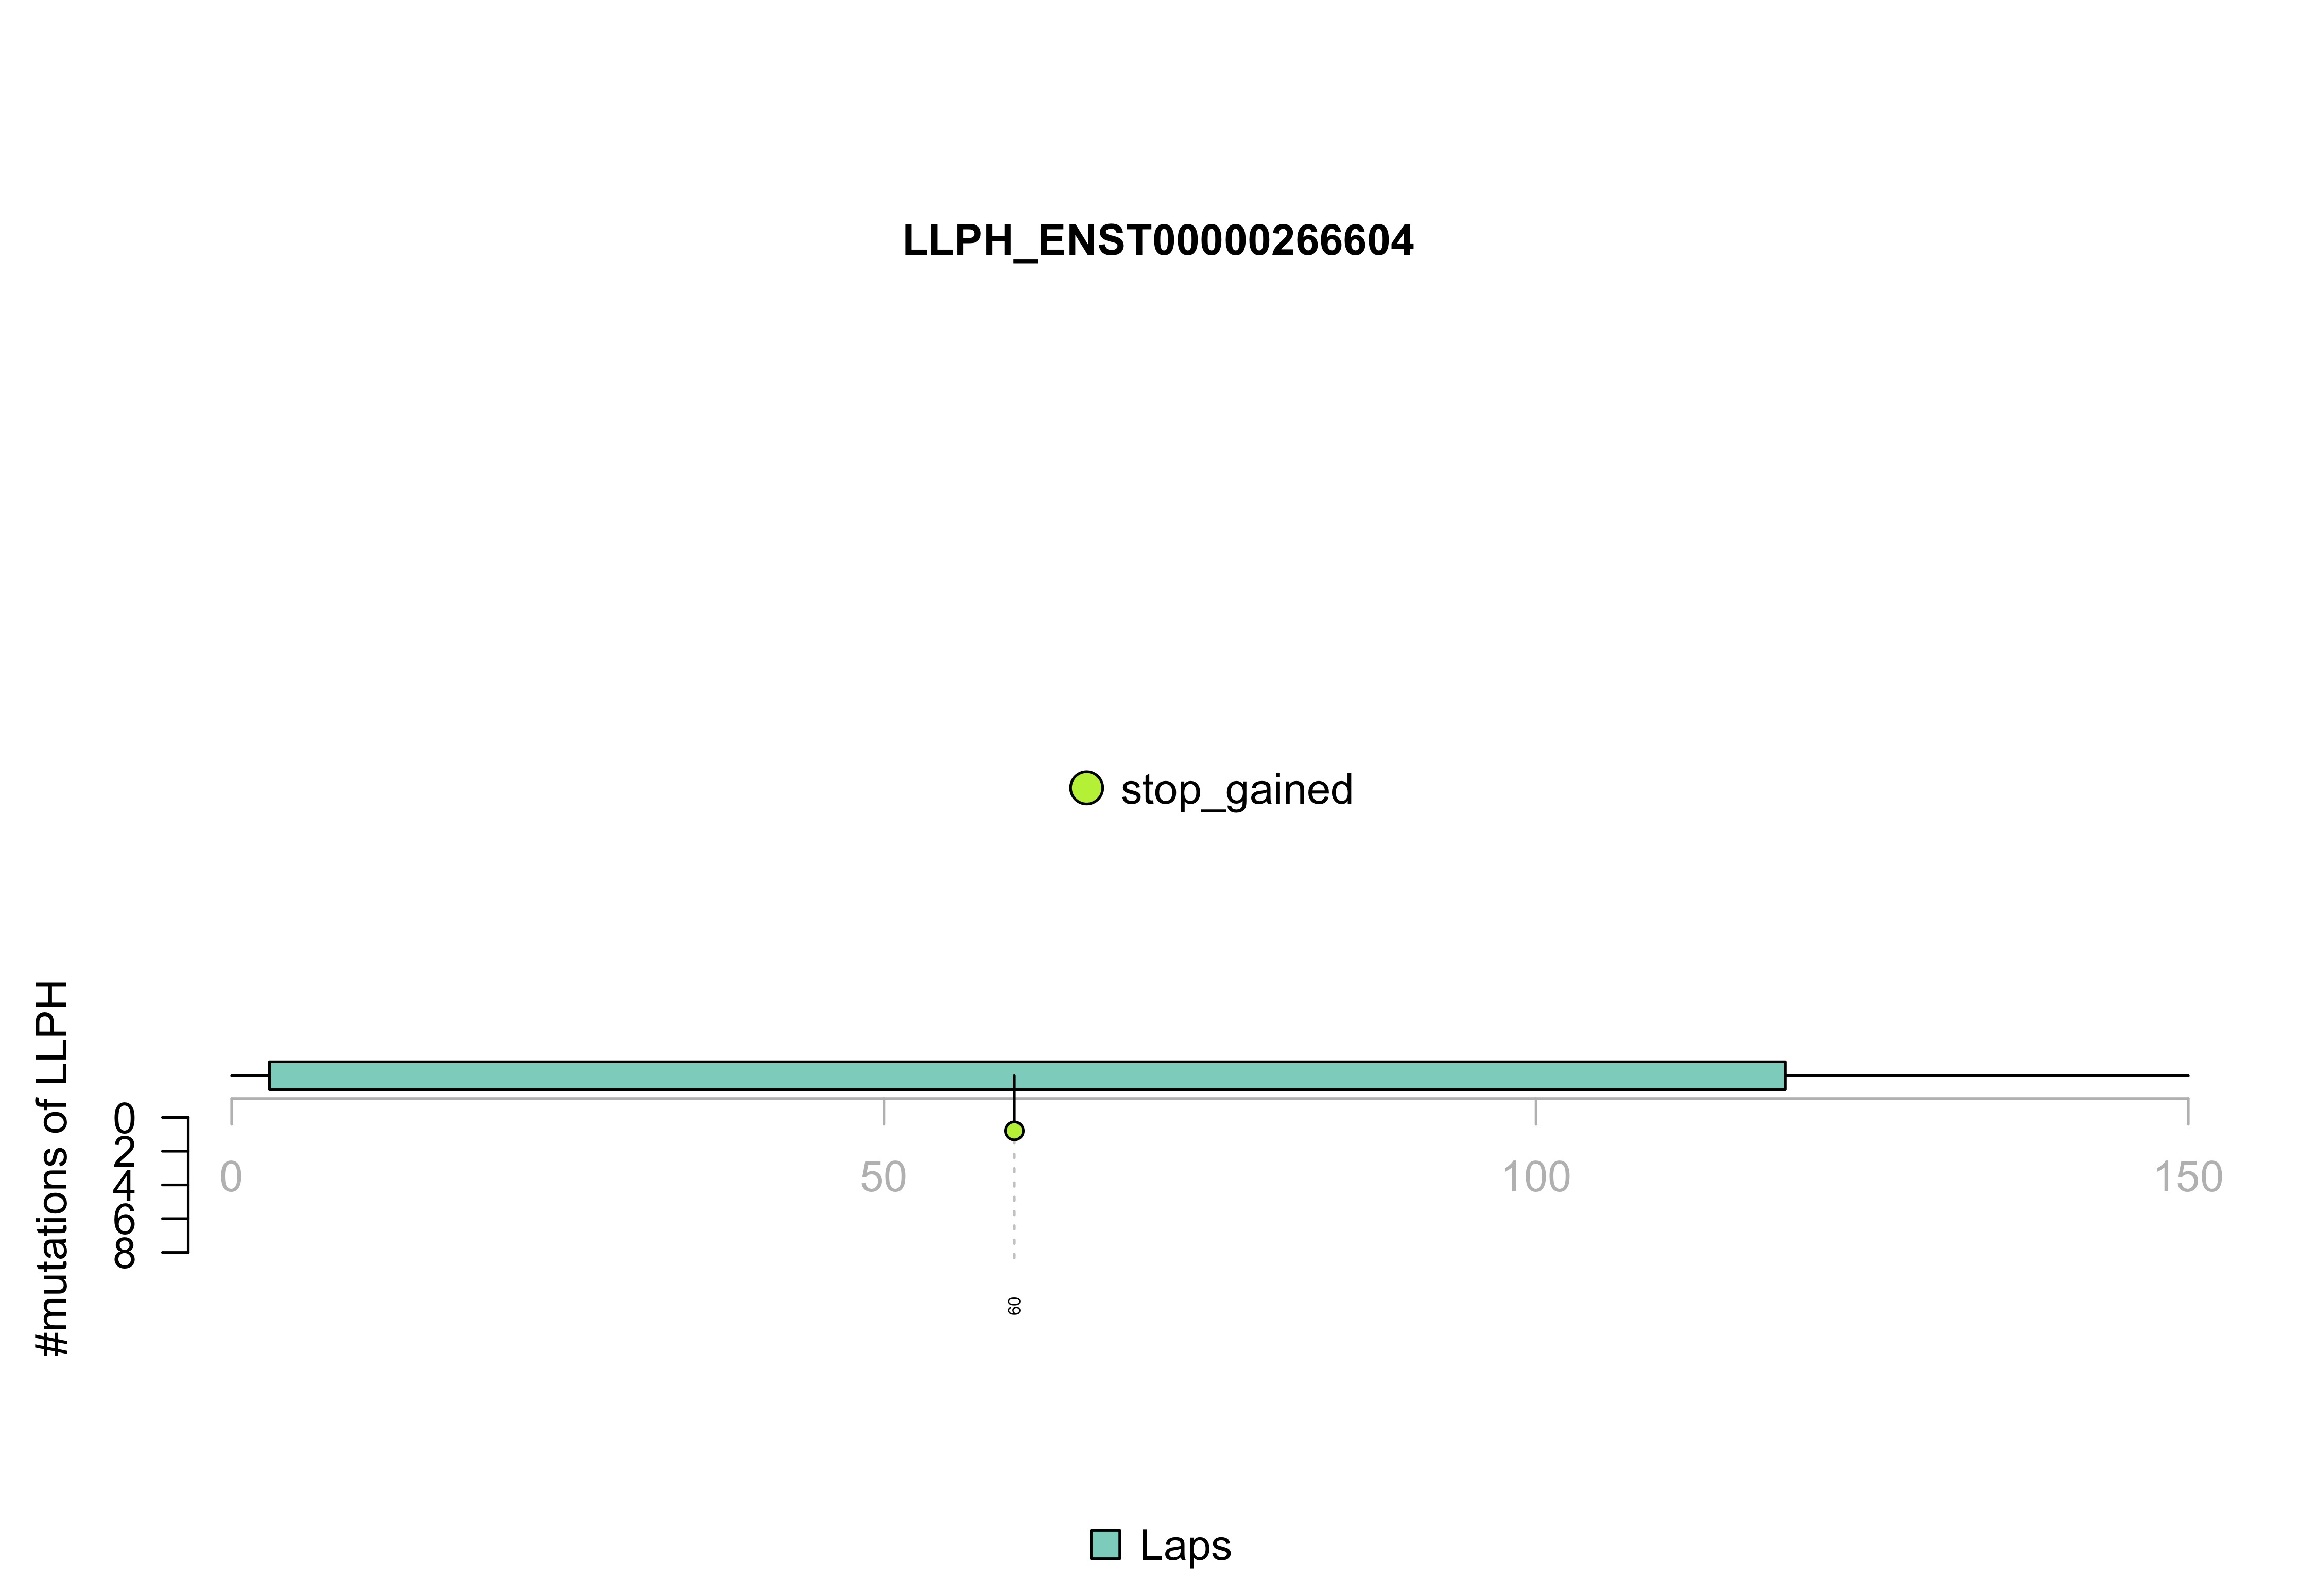 LLPH_ENST00000266604
stop_gained
#mutations of LLPH
0
2
4
6
8
0
50
100
150
60
Laps